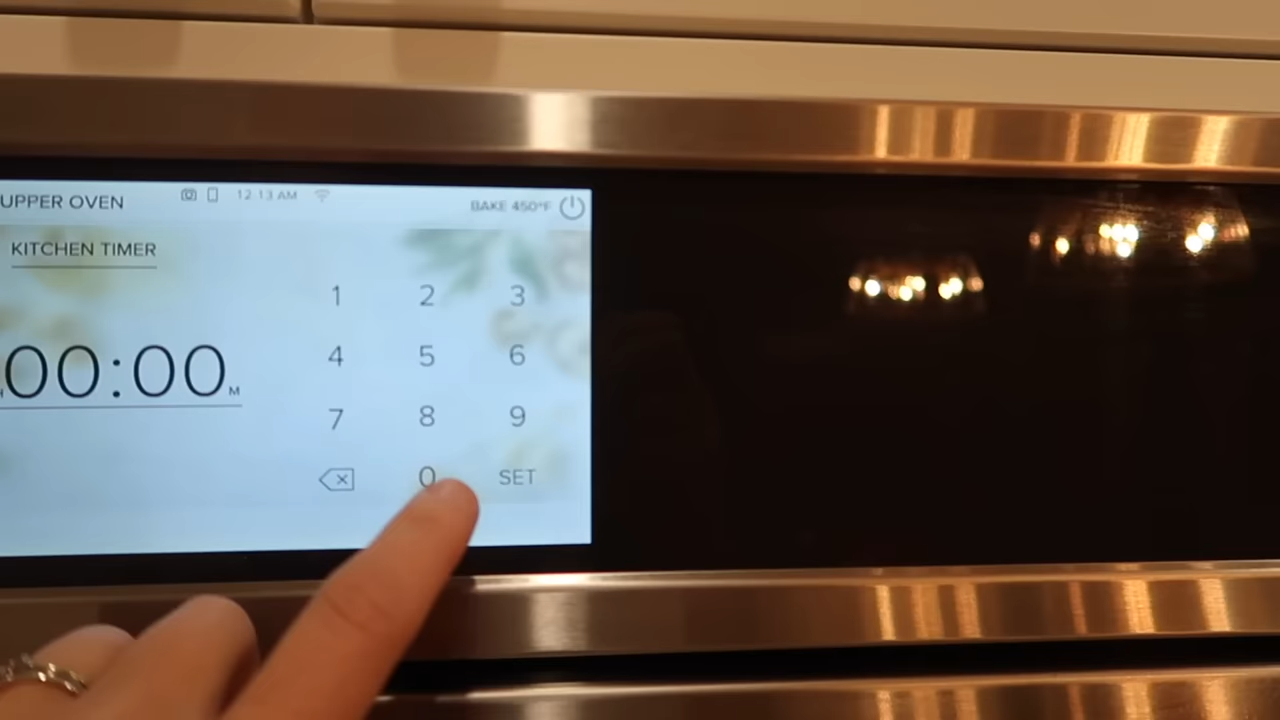 UPPER OVEN 12:13 AM BAKE 450°F
KITCHEN TIMER
1 2 3
00:00 M
4 5 6
7 8 9
0 SET